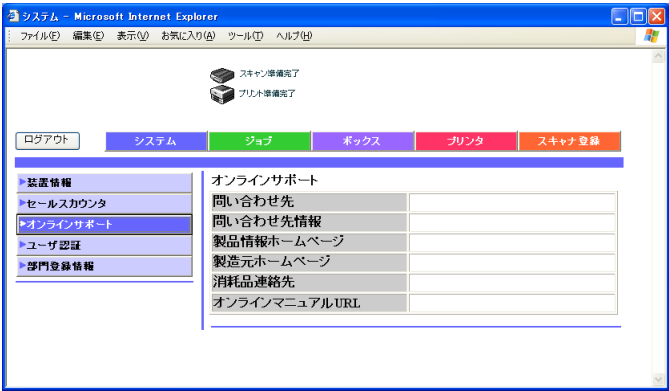 システム - Microsoft Internet Explorer
ファイル(F) 編集(E) 表示(V) お気に入り(A) ツール(T) ヘルプ(H)
スキャン準備完了
プリント準備完了
ログアウト システム ジョブ ボックス プリンタ スキャナ登録
装置情報
セールスカウンタ
オンラインサポート
ユーザ認証
部門登録情報
オンラインサポート
問い合わせ先
問い合わせ先情報
製品情報ホームページ
製造元ホームページ
消耗品連絡先
オンラインマニュアルURL